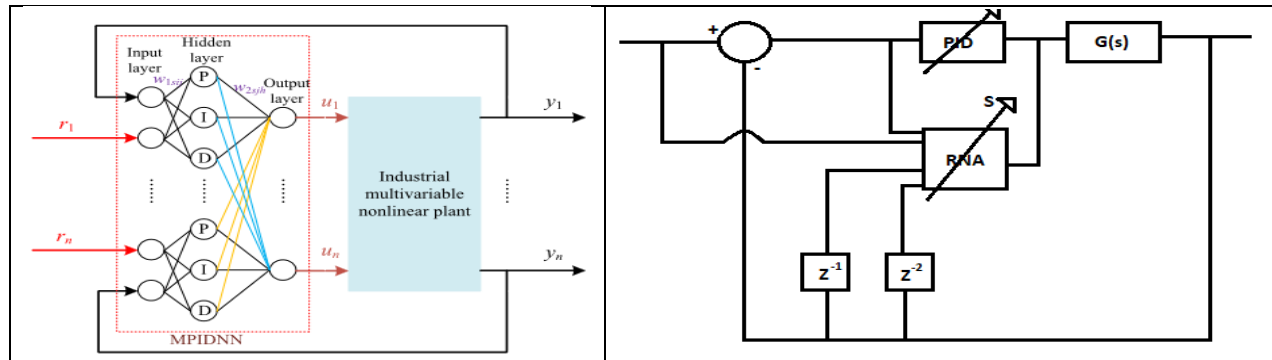 Input
layer
Hidden
layer
Output
layer
w1sij
w2sjh
P
I
D
P
I
D
r1
rn
u1
un
Industrial
multivariable
nonlinear plant
y1
yn
MPIDNN
+
-
PID
G(s)
S
RNA
Z-1
Z-2